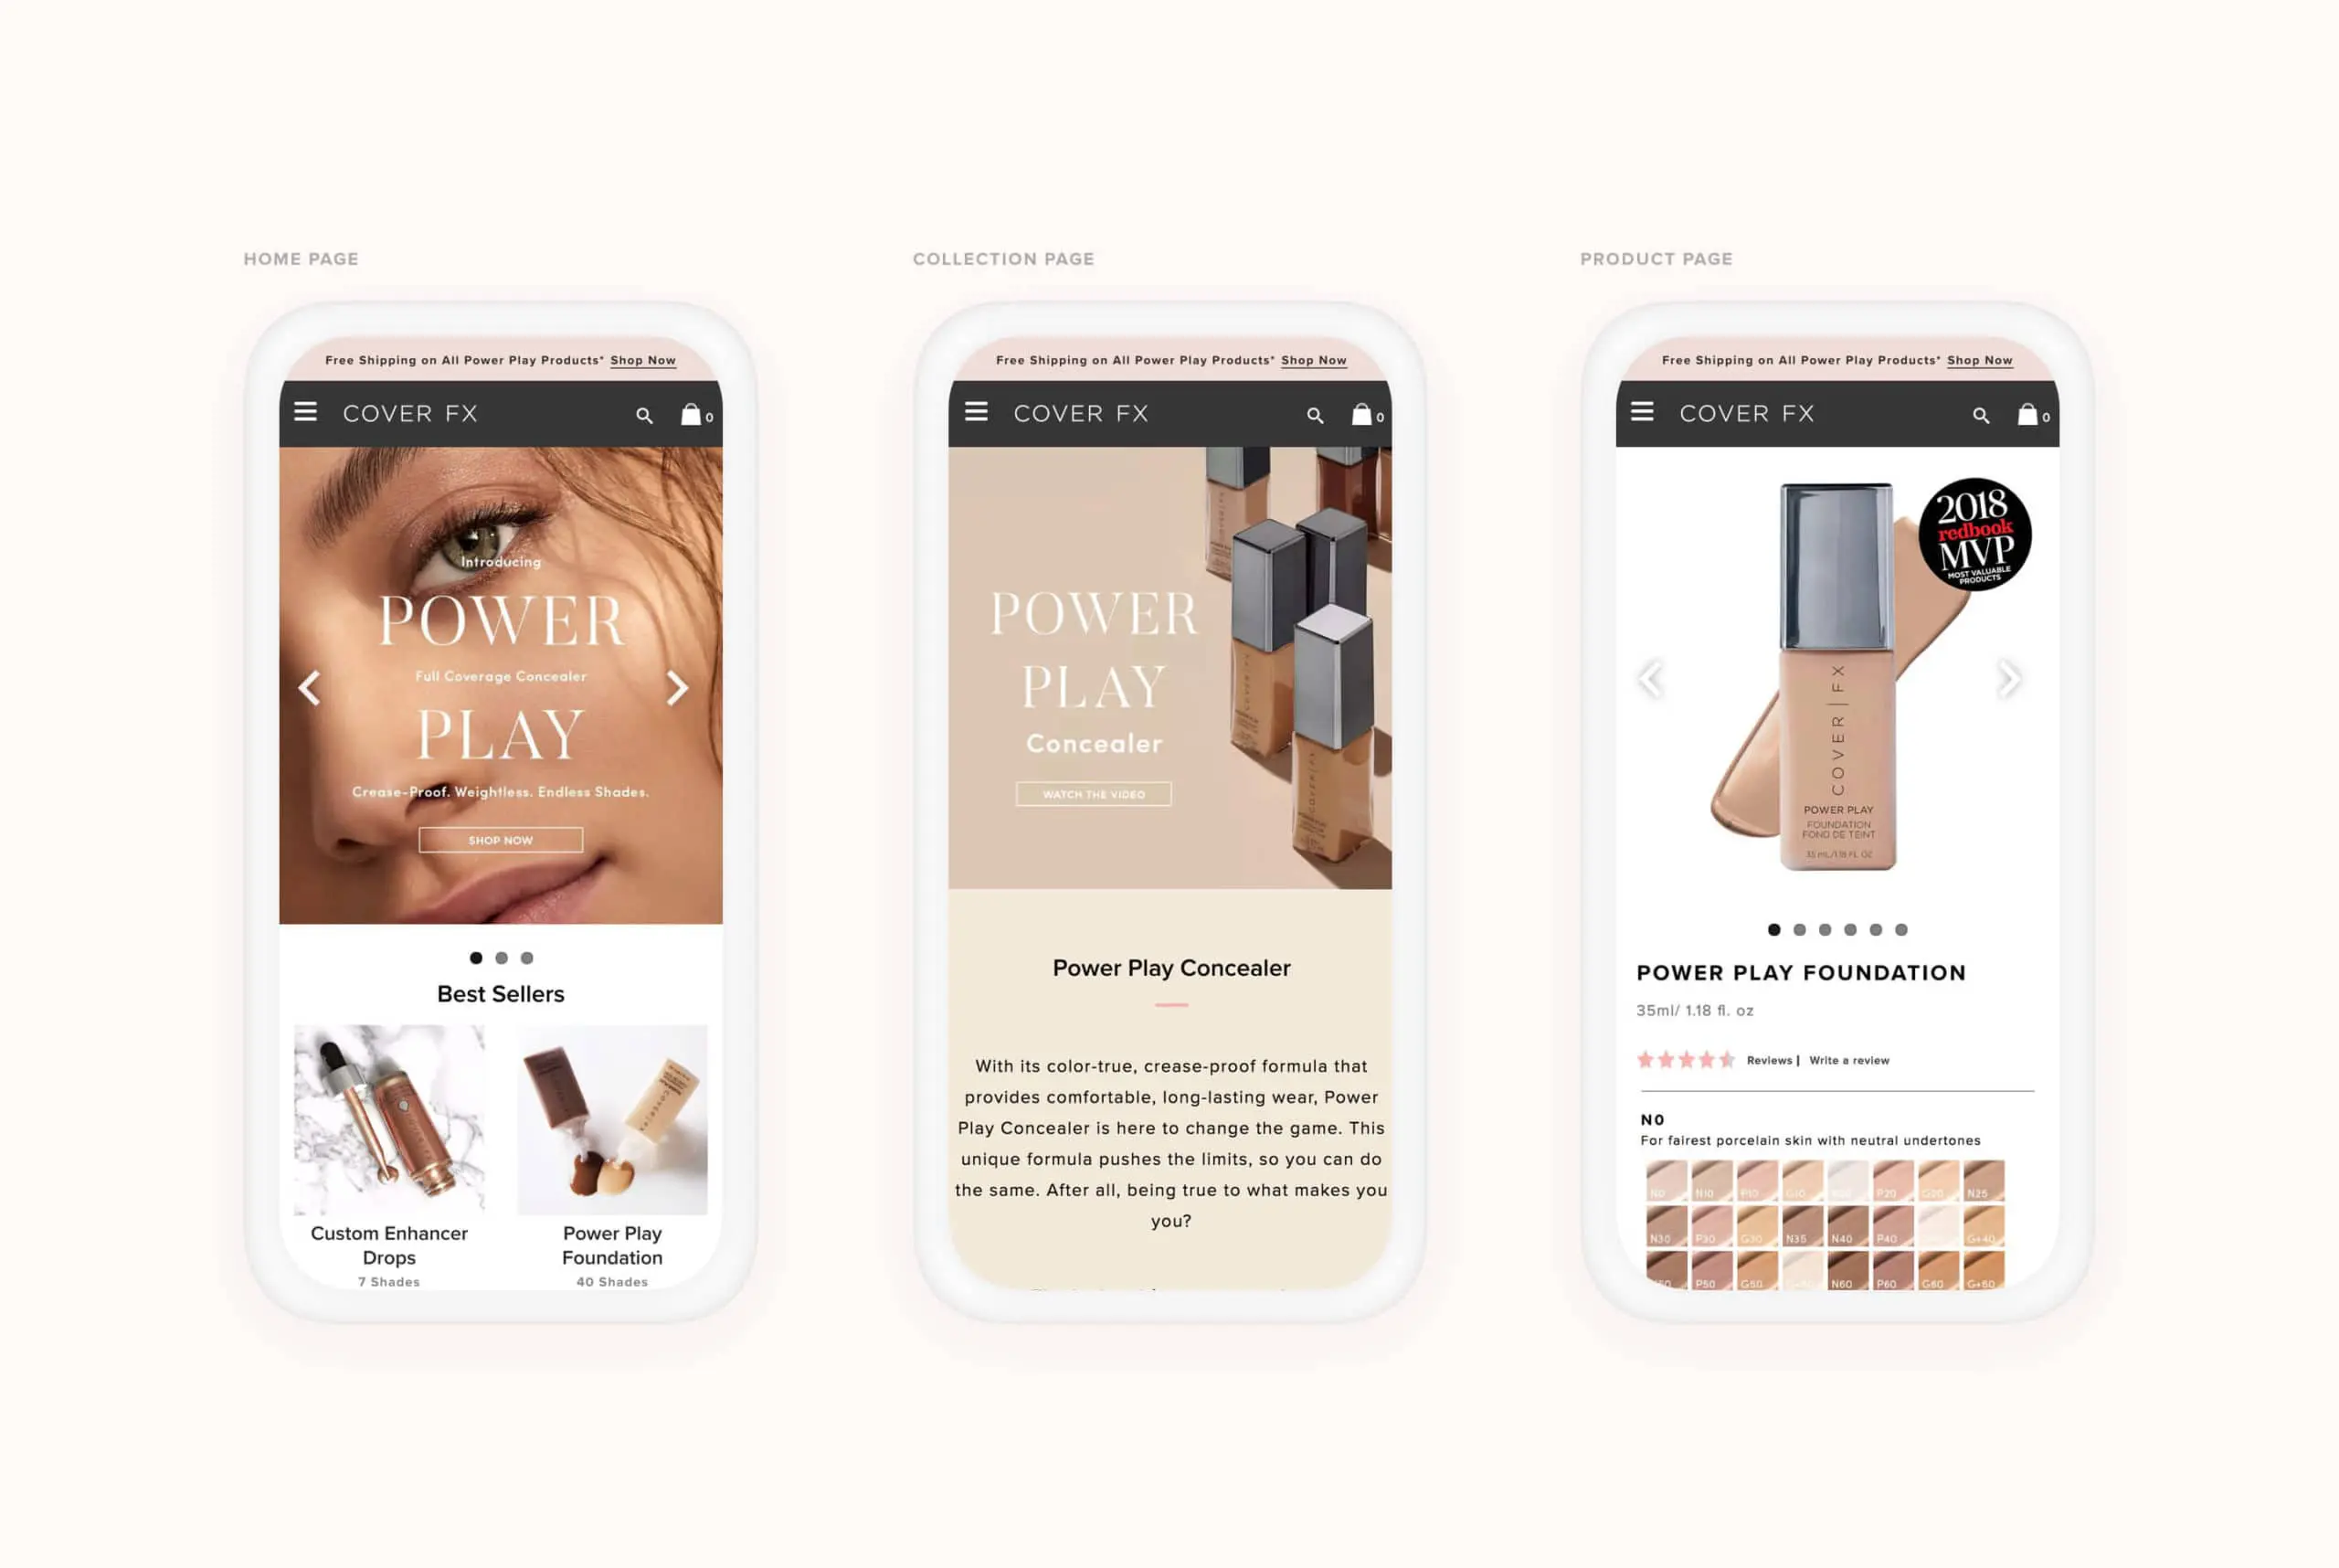 HOME PAGE
Free Shipping on All Power Play Products* Shop Now
COVER FX
0
Introducing
POWER
Full Coverage Concealer
PLAY
Crease-Proof. Weightless. Endless Shades.
SHOP NOW
Best Sellers
Custom Enhancer
Drops
7 Shades
Power Play
Foundation
40 Shades
COLLECTION PAGE
Free Shipping on All Power Play Products* Shop Now
COVER FX
0
POWER
PLAY
Concealer
WATCH THE VIDEO
Power Play Concealer
With its color-true, crease-proof formula that
provides comfortable, long-lasting wear, Power
Play Concealer is here to change the game. This
unique formula pushes the limits, so you can do
the same. After all, being true to what makes you
you?
PRODUCT PAGE
Free Shipping on All Power Play Products* Shop Now
COVER FX
0
2018
redbook
MVP
MOST VALUABLE
PRODUCTS
COVER | FX
POWER PLAY
FOUNDATION
FOND DE TEINT
35 mL/1.18 FL OZ
POWER PLAY FOUNDATION
35ml/ 1.18 fl. oz
Reviews | Write a review
N0
For fairest porcelain skin with neutral undertones
N0 N10 P10 G10 P20 G20 N25
N30 P30 G30 N35 N40 P40 G+40
P50 G50 N60 P60 G60 G+60